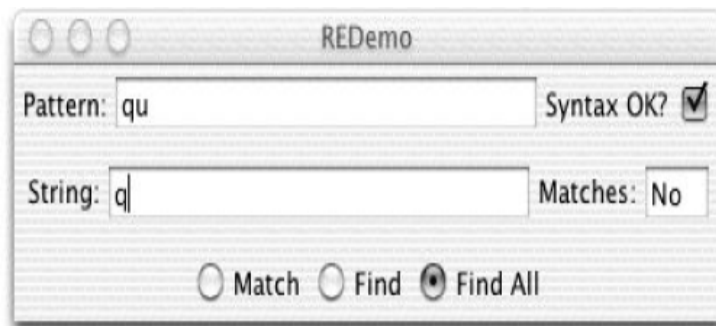 REDemo
Pattern: qu Syntax OK?
String: q Matches: No
Match Find Find All